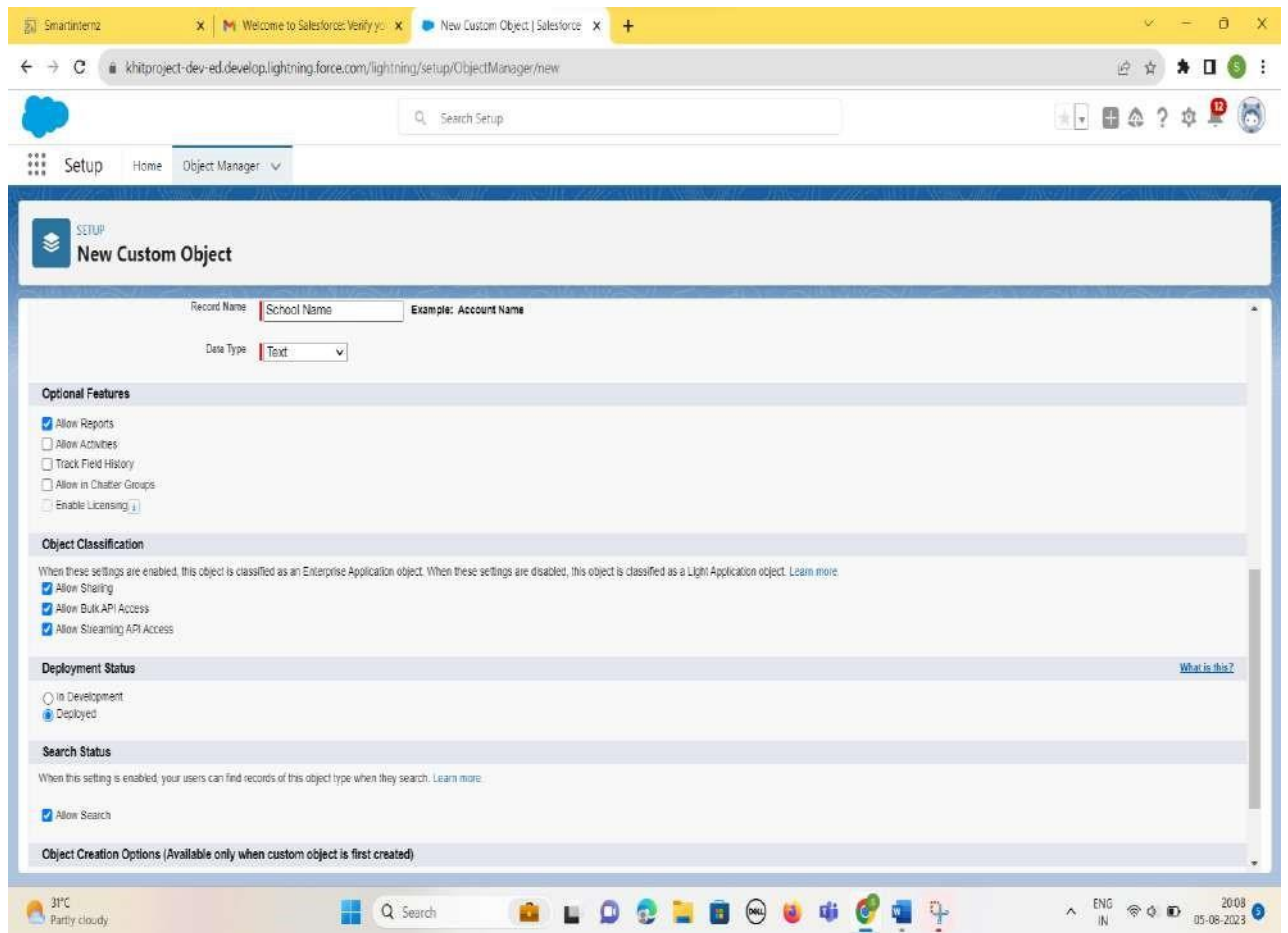 Smartinternz
Welcome to Salesforce: Verify yo
New Custom Object | Salesforce
khitproject-dev-ed.develop.lightning.force.com/lightning/setup/ObjectManager/new
S
Search Setup
12
Setup
Home
Object Manager
SETUP
New Custom Object
Record Name
School Name
Example: Account Name
Data Type
Text
Optional Features
Allow Reports
Allow Activities
Track Field History
Allow in Chatter Groups
Enable Licensing i
Object Classification
When these settings are enabled, this object is classified as an Enterprise Application object. When these settings are disabled, this object is classified as a Light Application object. Learn more.
Allow Sharing
Allow Bulk API Access
Allow Streaming API Access
Deployment Status
What is this?
In Development
Deployed
Search Status
When this setting is enabled, your users can find records of this object type when they search. Learn more.
Allow Search
Object Creation Options (Available only when custom object is first created)
31°C
Partly cloudy
Search
DELL
ENG
IN
20:08
05-08-2023
5